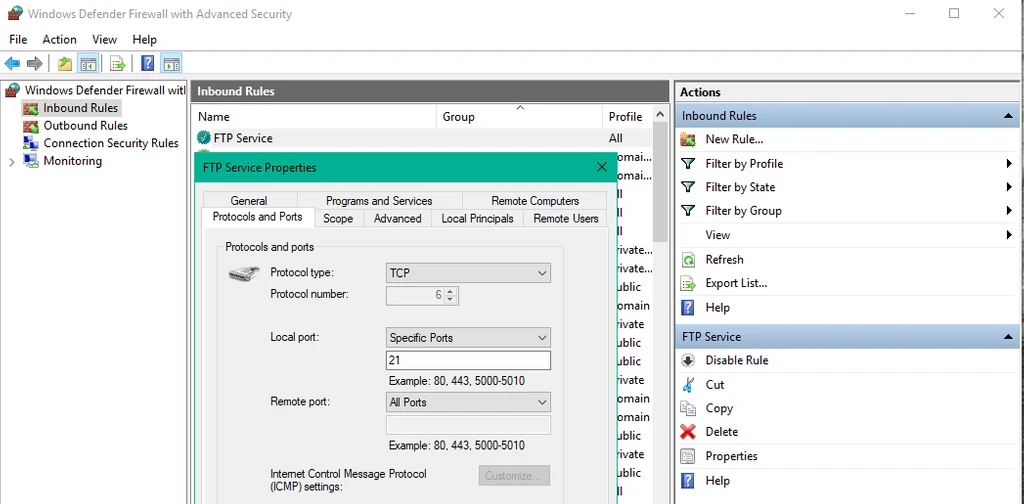 Windows Defender Firewall with Advanced Security
File Action View Help
Windows Defender Firewall wit
Inbound Rules
Outbound Rules
Connection Security Rules
Monitoring
Inbound Rules
Name Group Profile
FTP Service All
FTP Service Properties
General Programs and Services Remote Computers
Protocols and Ports Scope Advanced Local Principals Remote Users
Protocols and ports
Protocol type: TCP
Protocol number: 6
Local port: Specific Ports
21
Example: 80, 443, 5000-5010
Remote port: All Ports
Example: 80, 443, 5000-5010
Internet Control Message Protocol
(ICMP) settings: Customize...
omai...
omai...
ll
ll
ll
rivate...
rivate...
ublic
omain
rivate
ublic
ublic
rivate
omain
ublic
rivate
ublic
ll
Actions
Inbound Rules
New Rule...
Filter by Profile
Filter by State
Filter by Group
View
Refresh
Export List...
Help
FTP Service
Disable Rule
Cut
Copy
Delete
Properties
Help